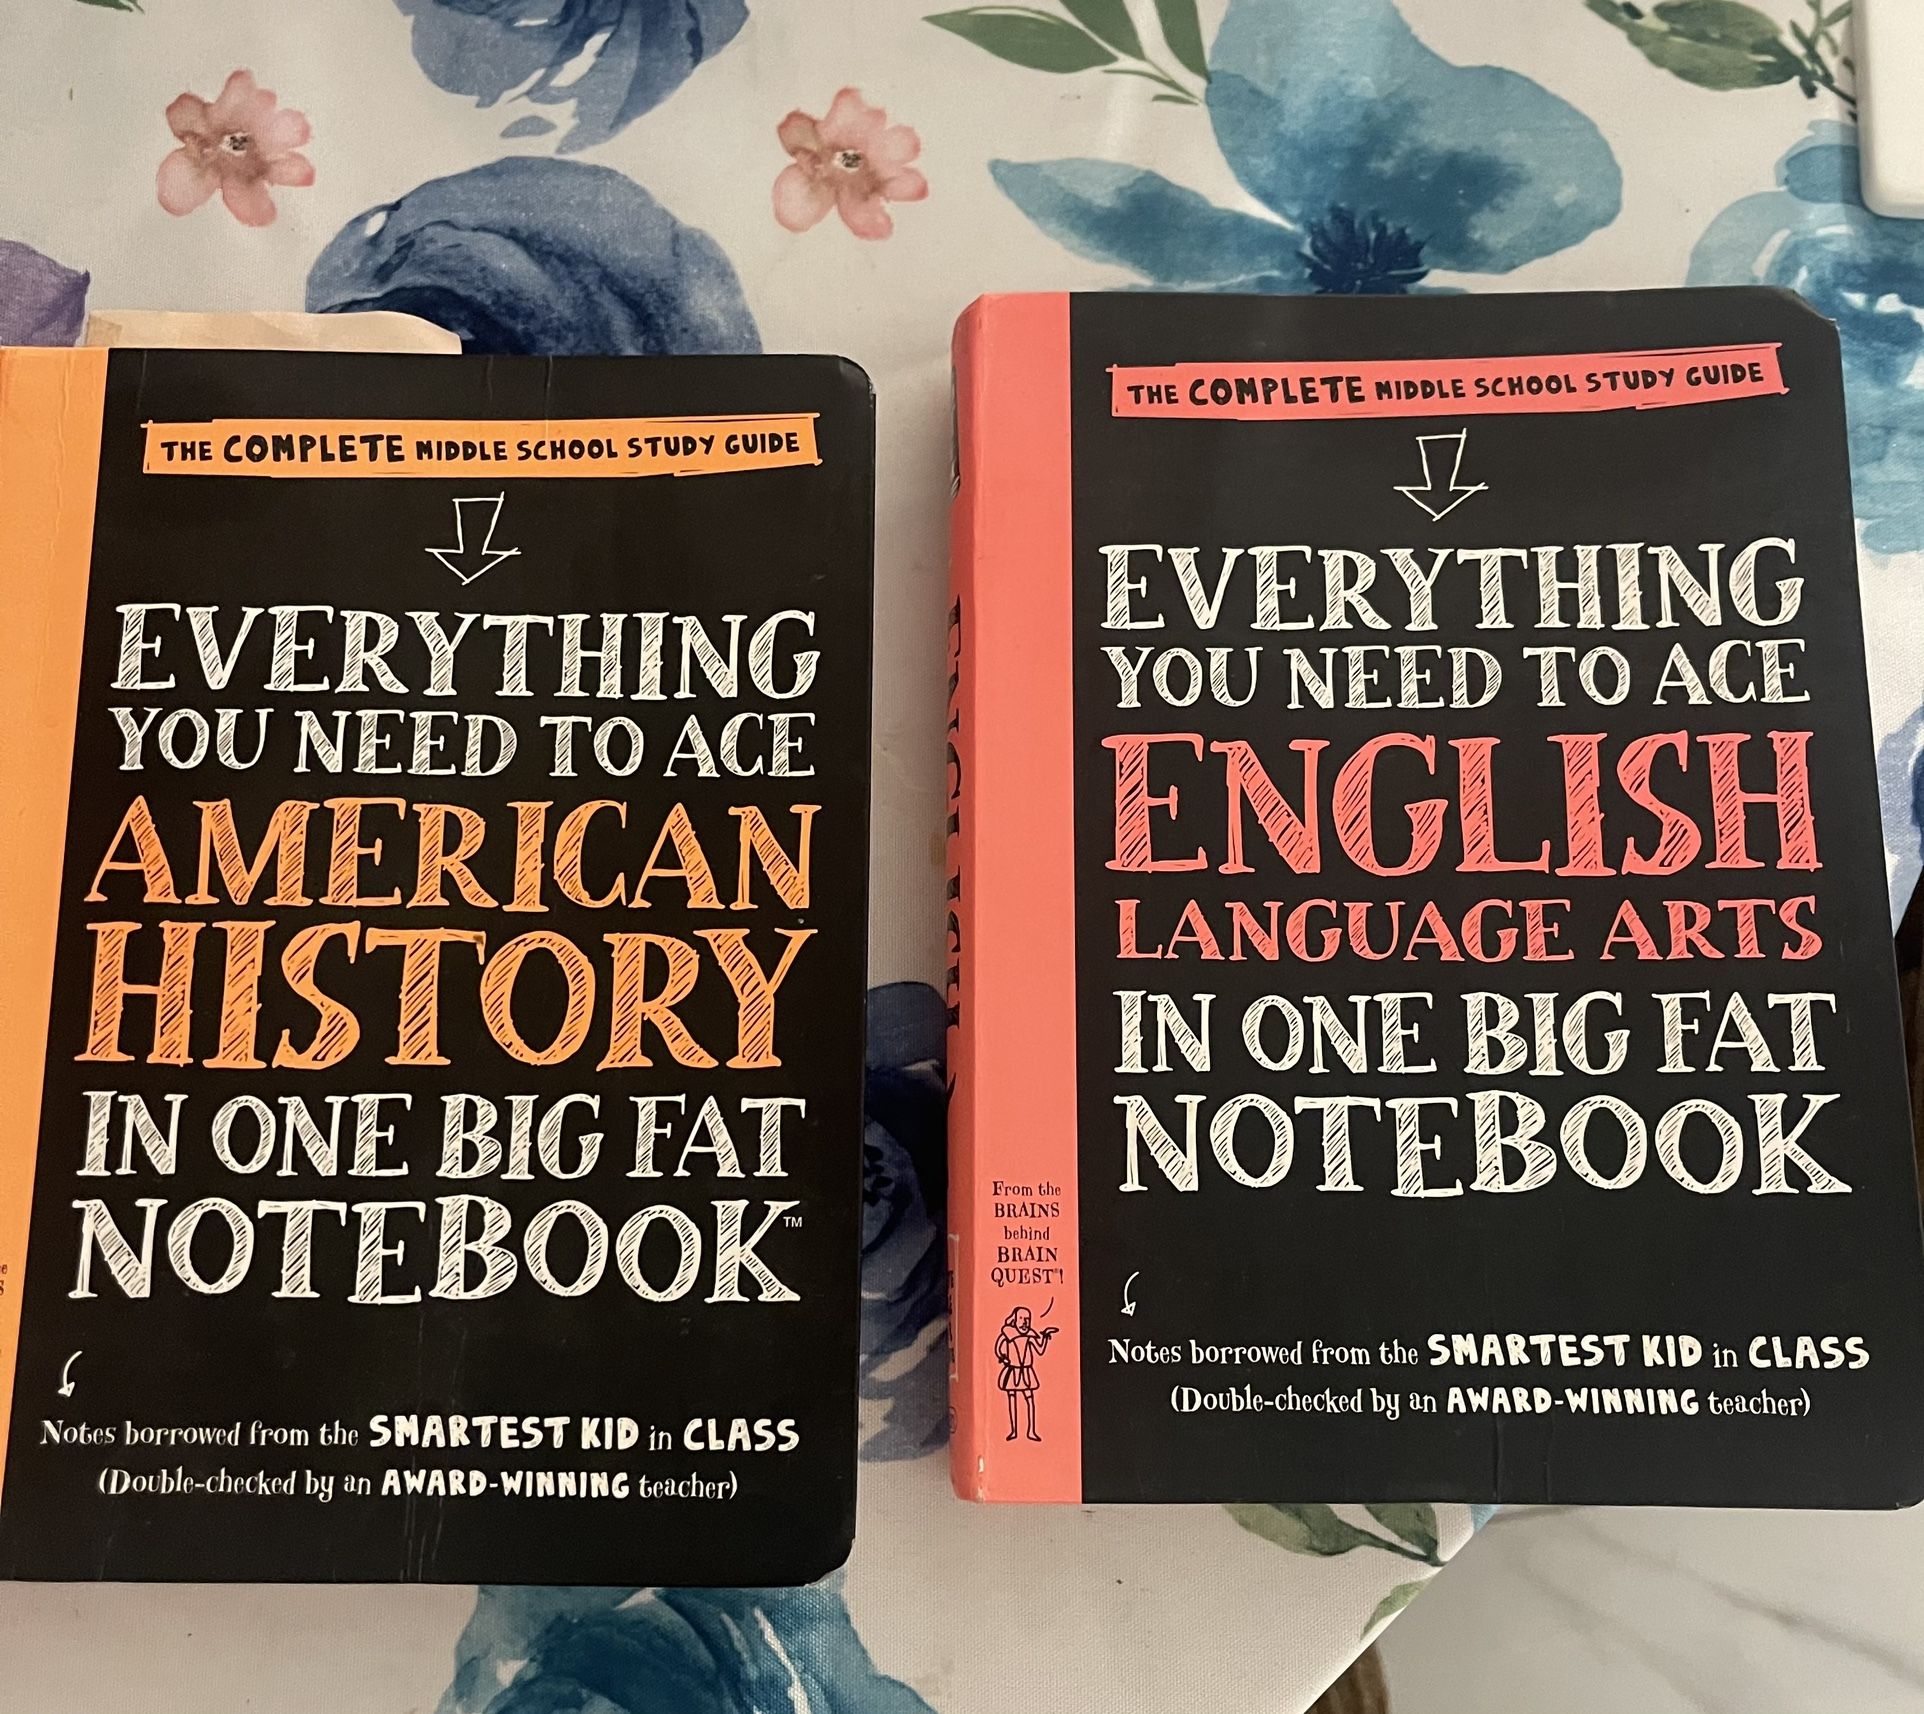 THE COMPLETE MIDDLE SCHOOL STUDY GUIDE
EVERYTHING
YOU NEED TO ACE
AMERICAN
HISTORY
IN ONE BIG FAT
NOTEBOOK™
Notes borrowed from the SMARTEST KID in CLASS
(Double-checked by an AWARD-WINNING teacher)
THE COMPLETE MIDDLE SCHOOL STUDY GUIDE
EVERYTHING
YOU NEED TO ACE
ENGLISH
LANGUAGE ARTS
IN ONE BIG FAT
NOTEBOOK
From the
BRAINS
behind
BRAIN
QUEST®!
Notes borrowed from the SMARTEST KID in CLASS
(Double-checked by an AWARD-WINNING teacher)
ENGLISH